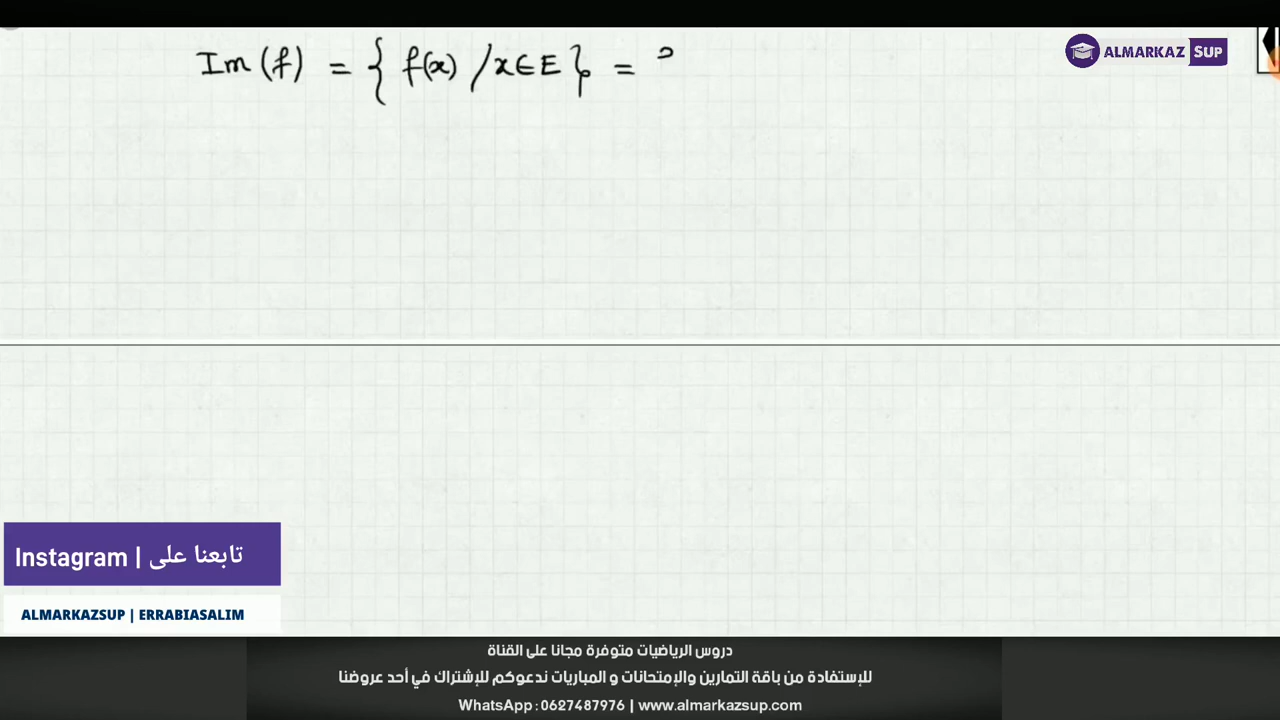 Im (f) = { f(x) / x ∈ E } =
ALMARKAZ SUP
تابعنا على | Instagram
ALMARKAZSUP | ERRABIASALIM
دروس الرياضيات متوفرة مجانا على القناة
للإستفادة من باقة التمارين والإمتحانات و المباريات ندعوكم للإشتراك في أحد عروضنا
WhatsApp : 0627487976 | www.almarkazsup.com